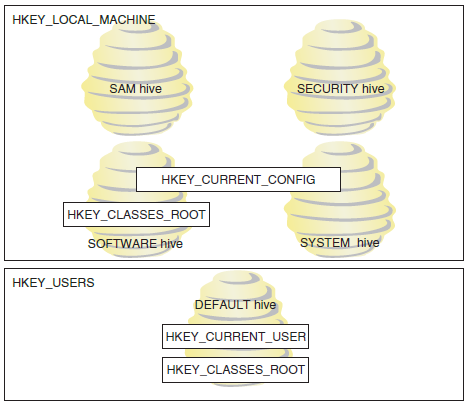 HKEY_LOCAL_MACHINE
SAM hive
SECURITY hive
HKEY_CURRENT_CONFIG
HKEY_CLASSES_ROOT
SOFTWARE hive
SYSTEM hive
HKEY_USERS
DEFAULT hive
HKEY_CURRENT_USER
HKEY_CLASSES_ROOT